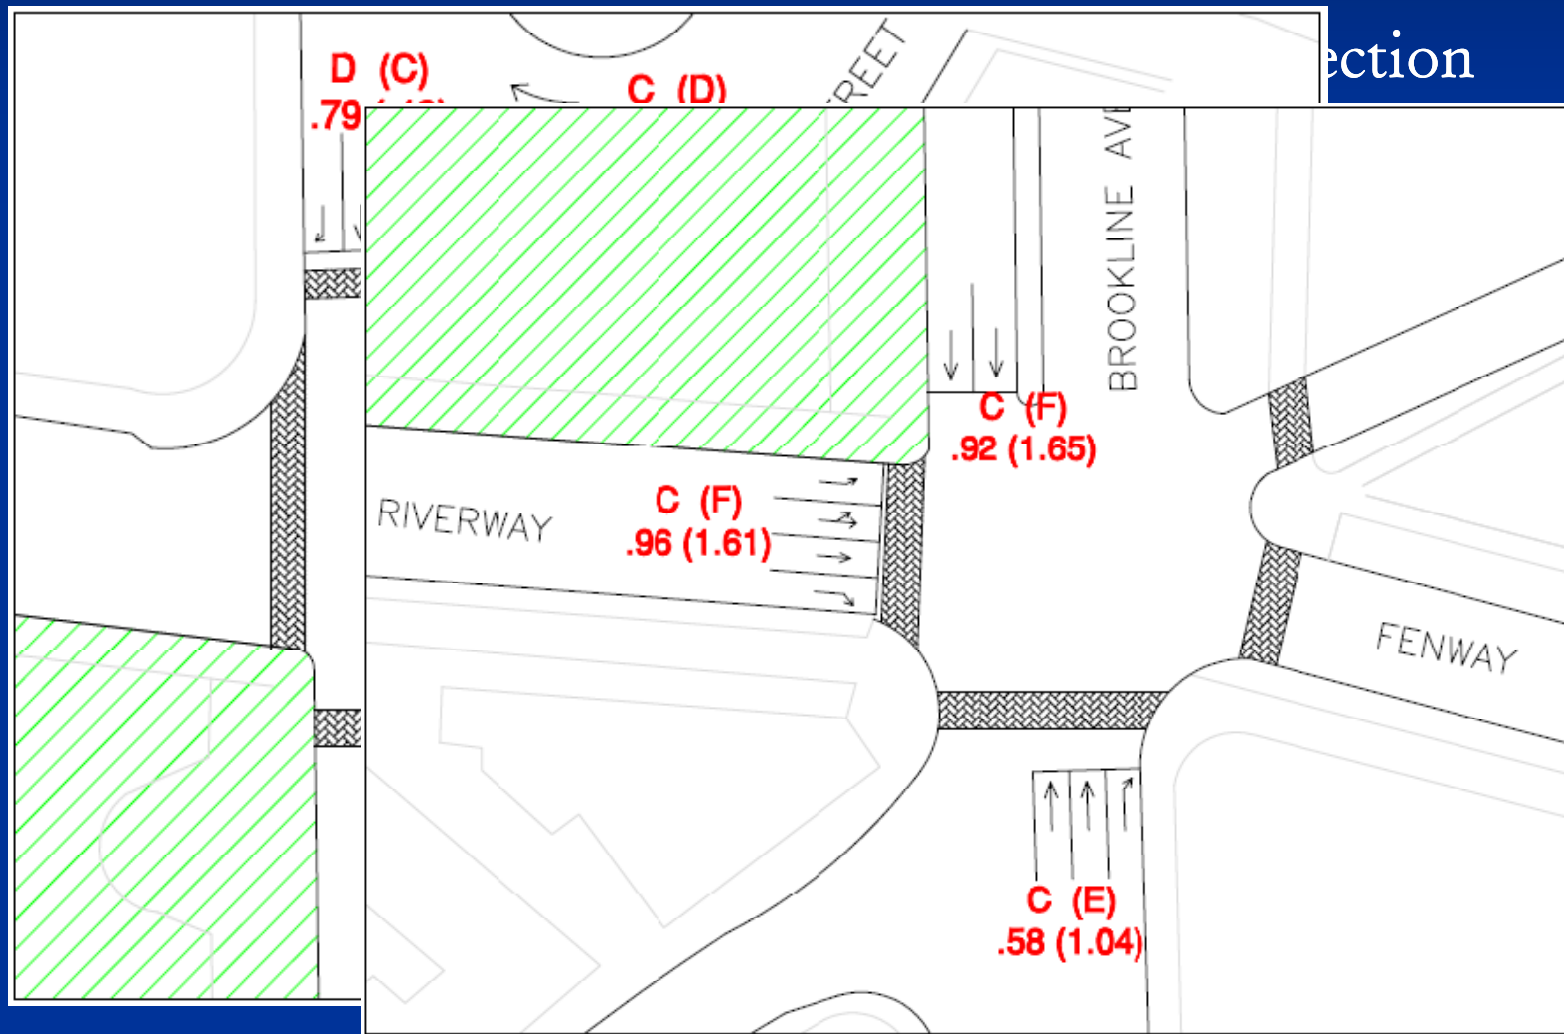 ection
D (C)
.79
C (D)
REET
BROOKLINE AVE
C (F)
.92 (1.65)
RIVERWAY
C (F)
.96 (1.61)
FENWAY
C (E)
.58 (1.04)